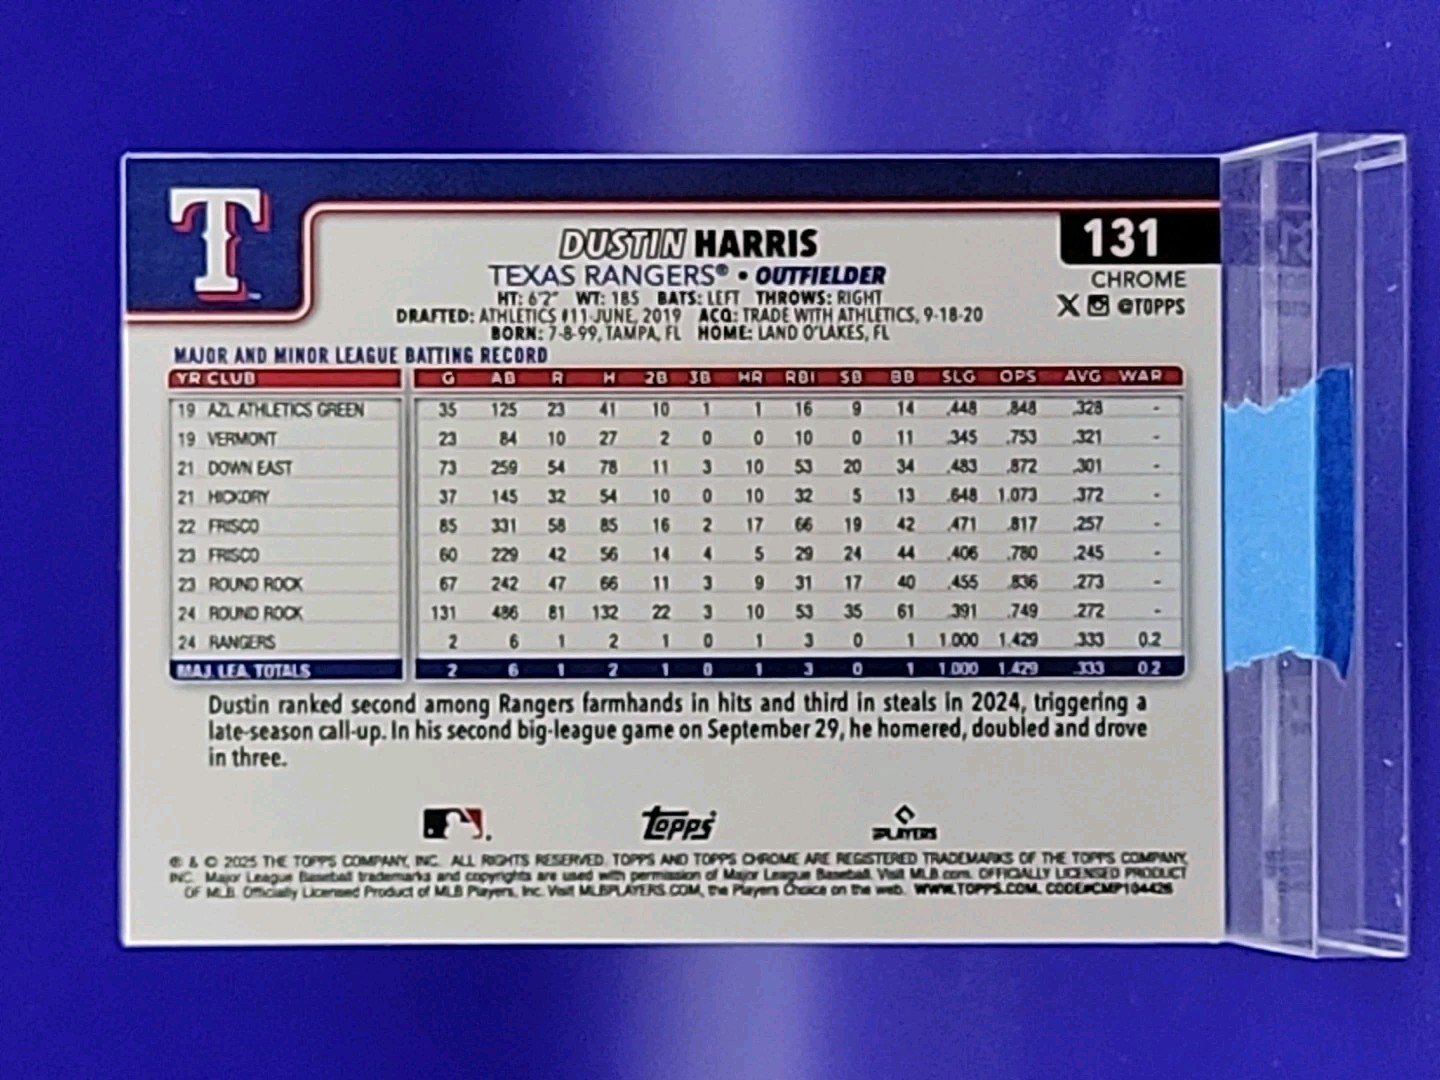 T
DUSTIN HARRIS
131
TEXAS RANGERS® • OUTFIELDER
CHROME
HT: 6'2" WT: 185 BATS: LEFT THROWS: RIGHT
@TOPPS
DRAFTED: ATHLETICS #11-JUNE, 2019 ACQ: TRADE WITH ATHLETICS, 9-18-20
BORN: 7-8-99, TAMPA, FL HOME: LAND O'LAKES, FL
MAJOR AND MINOR LEAGUE BATTING RECORD
YR CLUB G AB R H 2B 3B HR RBI SB BB SLG OPS AVG WAR
19 AZL ATHLETICS GREEN 35 125 23 41 10 1 1 16 9 14 .448 .848 .328 -
19 VERMONT 23 84 10 27 2 0 0 10 0 11 .345 .753 .321 -
21 DOWN EAST 73 259 54 78 11 3 10 53 20 34 .483 .872 .301 -
21 HICKORY 37 145 32 54 10 0 10 32 5 13 .648 1.073 .372 -
22 FRISCO 85 331 58 85 16 2 17 66 19 42 .471 .817 .257 -
23 FRISCO 60 229 42 56 14 4 5 29 24 44 .406 .780 .245 -
23 ROUND ROCK 67 242 47 66 11 3 9 31 17 40 .455 .836 .273 -
24 ROUND ROCK 131 486 81 132 22 3 10 53 35 61 .391 .749 .272 -
24 RANGERS 2 6 1 2 1 0 1 3 0 1 1.000 1.429 .333 0.2
MAJ. LEA. TOTALS 2 6 1 2 1 0 1 3 0 1 1.000 1.429 .333 0.2
Dustin ranked second among Rangers farmhands in hits and third in steals in 2024, triggering a
late-season call-up. In his second big-league game on September 29, he homered, doubled and drove
in three.
Topps
PLAYERS
® & © 2025 THE TOPPS COMPANY, INC. ALL RIGHTS RESERVED. TOPPS AND TOPPS CHROME ARE REGISTERED TRADEMARKS OF THE TOPPS COMPANY,
INC. Major League Baseball trademarks and copyrights are used with permission of Major League Baseball. Visit MLB.com. OFFICIALLY LICENSED PRODUCT
OF MLB. Officially Licensed Product of MLB Players, Inc. Visit MLBPLAYERS.COM, the Players Choice on the web. WWW.TOPPS.COM. CODE#CMP104426